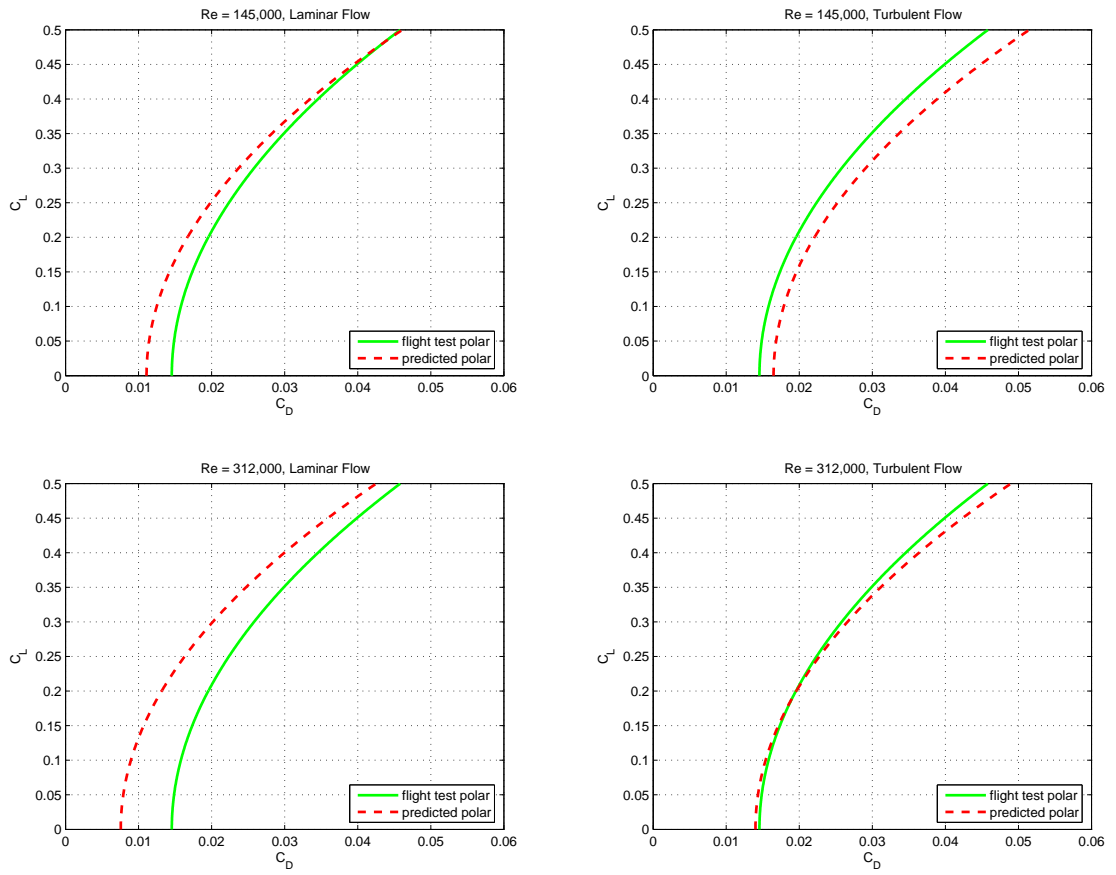 Re = 145,000, Laminar Flow
0.5
0.45
0.4
0.35
0.3
0.25
0.2
0.15
0.1
0.05
0
C_L
flight test polar
predicted polar
0 0.01 0.02 0.03 0.04 0.05 0.06
C_D
Re = 145,000, Turbulent Flow
0.5
0.45
0.4
0.35
0.3
0.25
0.2
0.15
0.1
0.05
0
C_L
flight test polar
predicted polar
0 0.01 0.02 0.03 0.04 0.05 0.06
C_D
Re = 312,000, Laminar Flow
0.5
0.45
0.4
0.35
0.3
0.25
0.2
0.15
0.1
0.05
0
C_L
flight test polar
predicted polar
0 0.01 0.02 0.03 0.04 0.05 0.06
C_D
Re = 312,000, Turbulent Flow
0.5
0.45
0.4
0.35
0.3
0.25
0.2
0.15
0.1
0.05
0
C_L
flight test polar
predicted polar
0 0.01 0.02 0.03 0.04 0.05 0.06
C_D